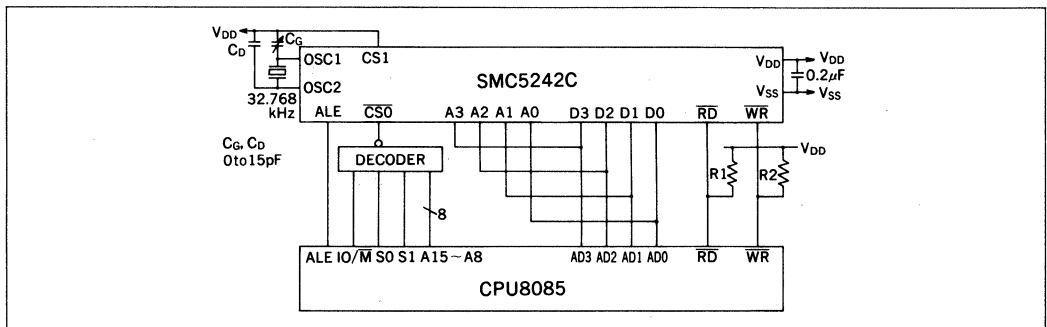 VDD
CD
CG
OSC1
CS1
VDD
VDD
SMC5242C
0.2μF
OSC2
VSS
VSS
32.768
kHz
ALE
CS0
A3 A2 A1 A0
D3 D2 D1 D0
RD
WR
CG, CD
0to15pF
DECODER
VDD
R1
R2
8
ALE IO/M S0 S1 A15~A8
AD3 AD2 AD1 AD0
RD
WR
CPU8085